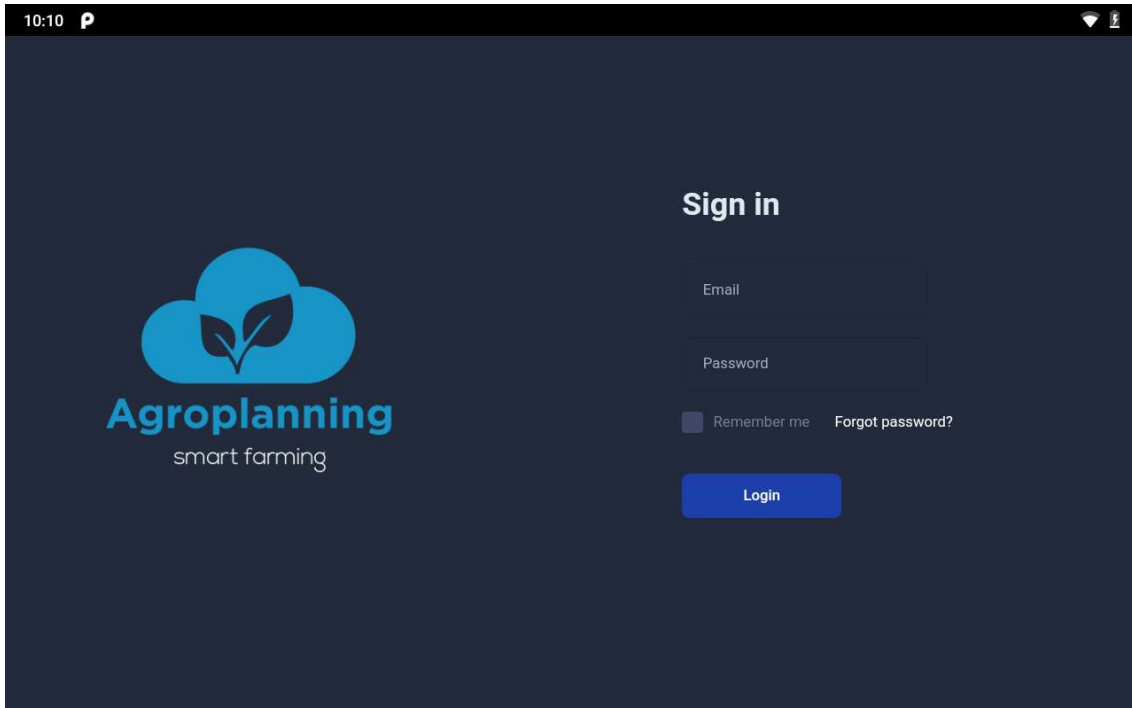 10:10
Sign in
Email
Password
Remember me Forgot password?
Login
Agroplanning
smart farming